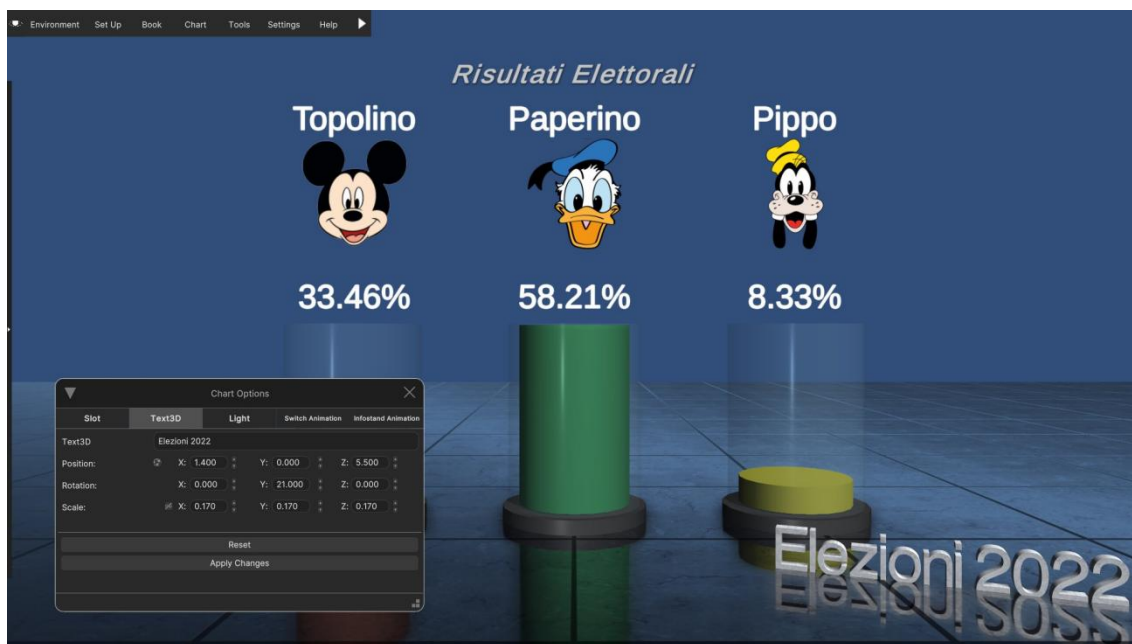 Environment Set Up Book Chart Tools Settings Help
Risultati Elettorali
Topolino Paperino Pippo
33.46% 58.21% 8.33%
Chart Options
Slot Text3D Light Switch Animation Infostand Animation
Text3D Elezioni 2022
Position: X: 1.400 Y: 0.000 Z: 5.500
Rotation: X: 0.000 Y: 21.000 Z: 0.000
Scale: X: 0.170 Y: 0.170 Z: 0.170
Reset
Apply Changes
Elezioni 2022